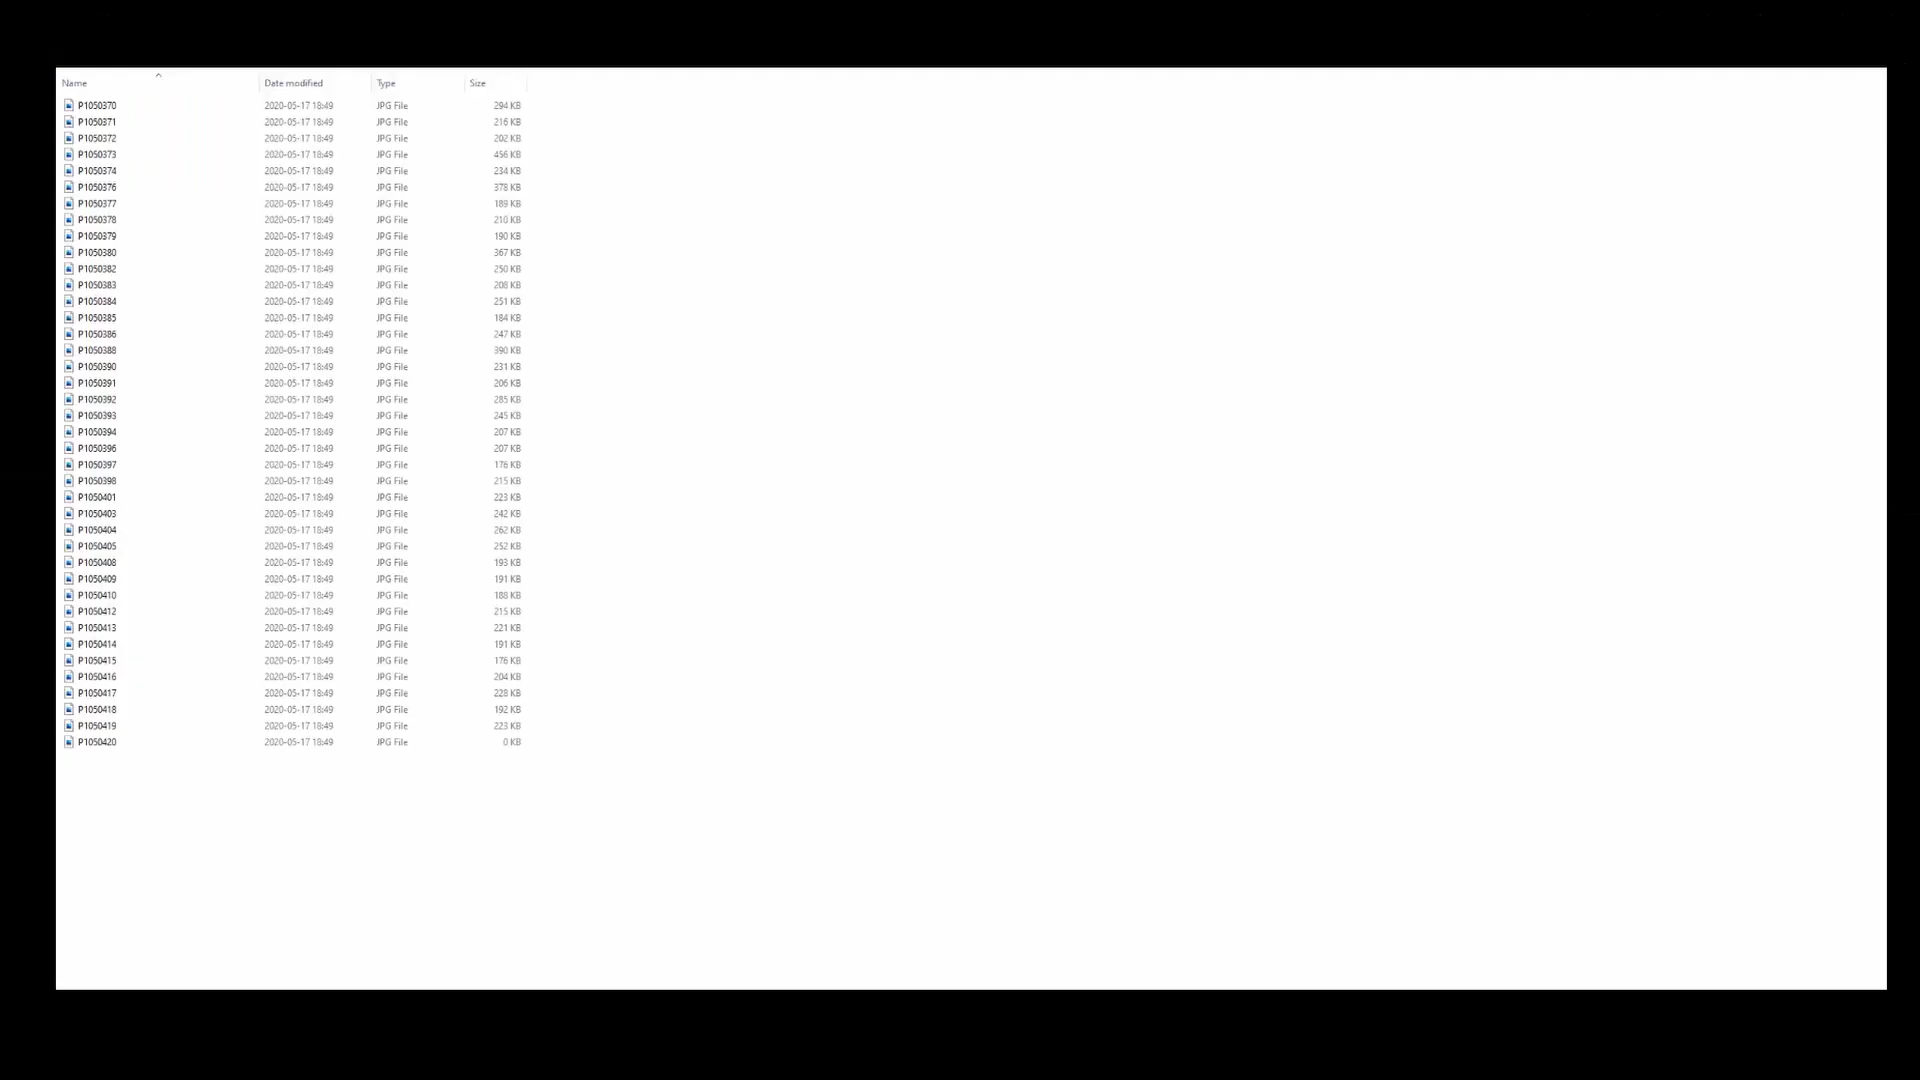 Name Date modified Type Size
P1050370 2020-05-17 18:49 JPG File 294 KB
P1050371 2020-05-17 18:49 JPG File 216 KB
P1050372 2020-05-17 18:49 JPG File 202 KB
P1050373 2020-05-17 18:49 JPG File 456 KB
P1050374 2020-05-17 18:49 JPG File 234 KB
P1050376 2020-05-17 18:49 JPG File 378 KB
P1050377 2020-05-17 18:49 JPG File 189 KB
P1050378 2020-05-17 18:49 JPG File 210 KB
P1050379 2020-05-17 18:49 JPG File 190 KB
P1050380 2020-05-17 18:49 JPG File 367 KB
P1050382 2020-05-17 18:49 JPG File 250 KB
P1050383 2020-05-17 18:49 JPG File 208 KB
P1050384 2020-05-17 18:49 JPG File 251 KB
P1050385 2020-05-17 18:49 JPG File 184 KB
P1050386 2020-05-17 18:49 JPG File 247 KB
P1050388 2020-05-17 18:49 JPG File 390 KB
P1050390 2020-05-17 18:49 JPG File 231 KB
P1050391 2020-05-17 18:49 JPG File 206 KB
P1050392 2020-05-17 18:49 JPG File 285 KB
P1050393 2020-05-17 18:49 JPG File 245 KB
P1050394 2020-05-17 18:49 JPG File 207 KB
P1050396 2020-05-17 18:49 JPG File 207 KB
P1050397 2020-05-17 18:49 JPG File 176 KB
P1050398 2020-05-17 18:49 JPG File 215 KB
P1050401 2020-05-17 18:49 JPG File 223 KB
P1050403 2020-05-17 18:49 JPG File 242 KB
P1050404 2020-05-17 18:49 JPG File 262 KB
P1050405 2020-05-17 18:49 JPG File 252 KB
P1050408 2020-05-17 18:49 JPG File 193 KB
P1050409 2020-05-17 18:49 JPG File 191 KB
P1050410 2020-05-17 18:49 JPG File 188 KB
P1050412 2020-05-17 18:49 JPG File 215 KB
P1050413 2020-05-17 18:49 JPG File 221 KB
P1050414 2020-05-17 18:49 JPG File 191 KB
P1050415 2020-05-17 18:49 JPG File 176 KB
P1050416 2020-05-17 18:49 JPG File 204 KB
P1050417 2020-05-17 18:49 JPG File 228 KB
P1050418 2020-05-17 18:49 JPG File 192 KB
P1050419 2020-05-17 18:49 JPG File 223 KB
P1050420 2020-05-17 18:49 JPG File 0 KB